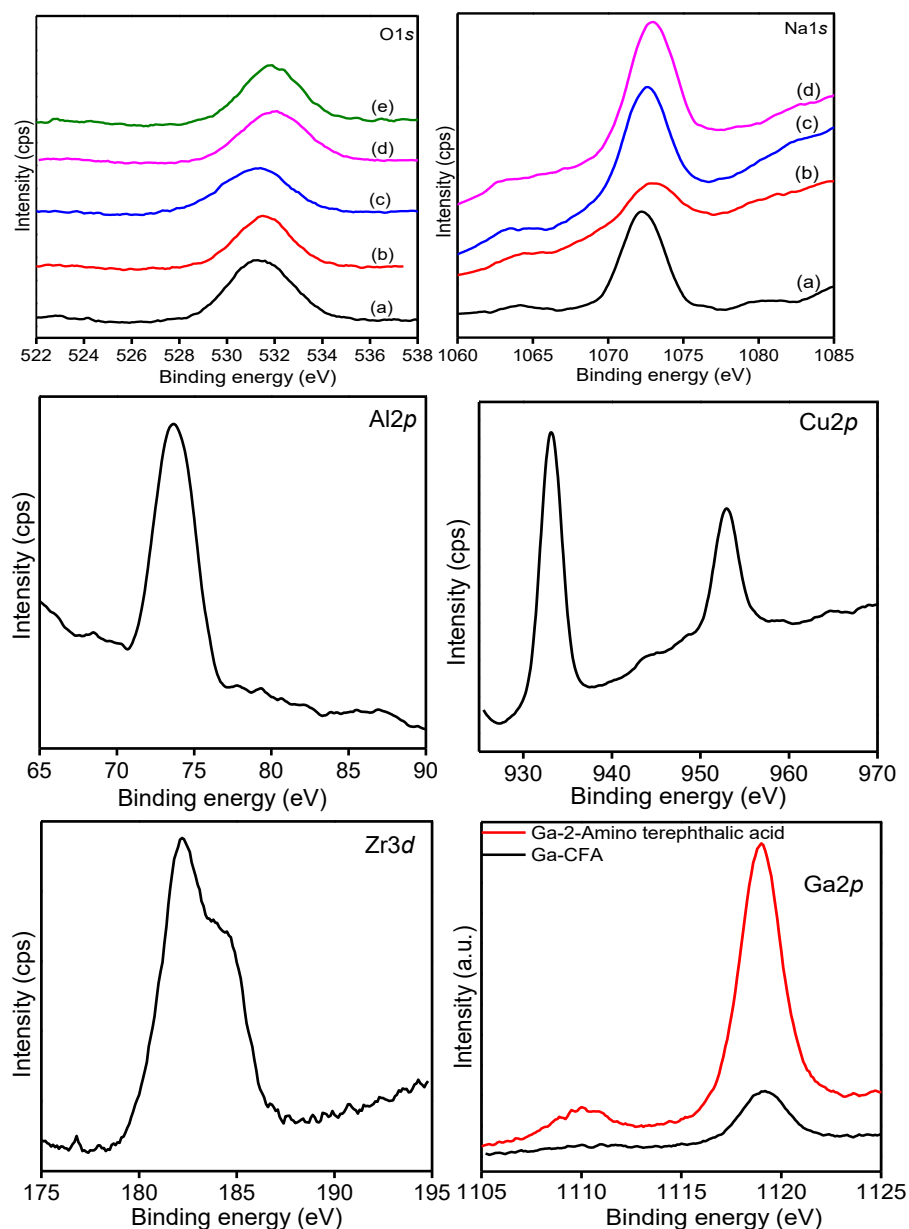 O1s
(e)
(d)
(c)
(b)
(a)
Intensity (cps)
522 524 526 528 530 532 534 536 538
Binding energy (eV)
Na1s
(d)
(c)
(b)
(a)
Intensity (cps)
1060 1065 1070 1075 1080 1085
Binding energy (eV)
Al2p
Intensity (cps)
65 70 75 80 85 90
Binding energy (eV)
Cu2p
Intensity (cps)
930 940 950 960 970
Binding energy (eV)
Zr3d
Intensity (cps)
175 180 185 190 195
Binding energy (eV)
Ga-2-Amino terephthalic acid
Ga-CFA
Ga2p
Intensity (a.u.)
1105 1110 1115 1120 1125
Binding energy (eV)